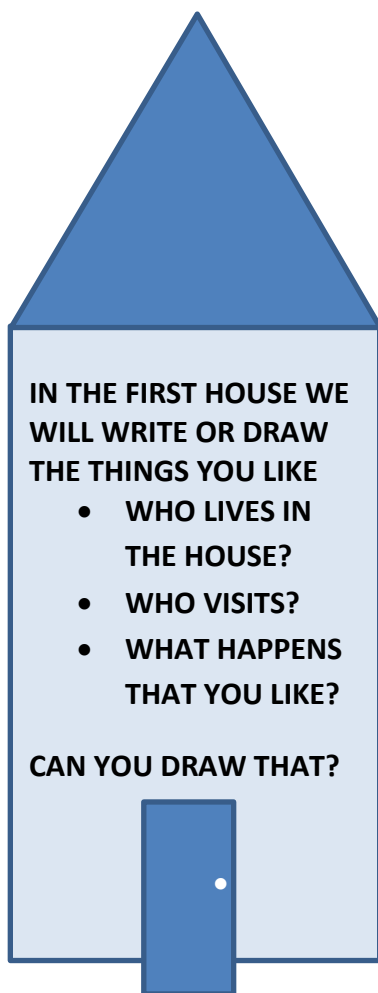 IN THE FIRST HOUSE WE
WILL WRITE OR DRAW
THE THINGS YOU LIKE
• WHO LIVES IN
THE HOUSE?
• WHO VISITS?
• WHAT HAPPENS
THAT YOU LIKE?
CAN YOU DRAW THAT?